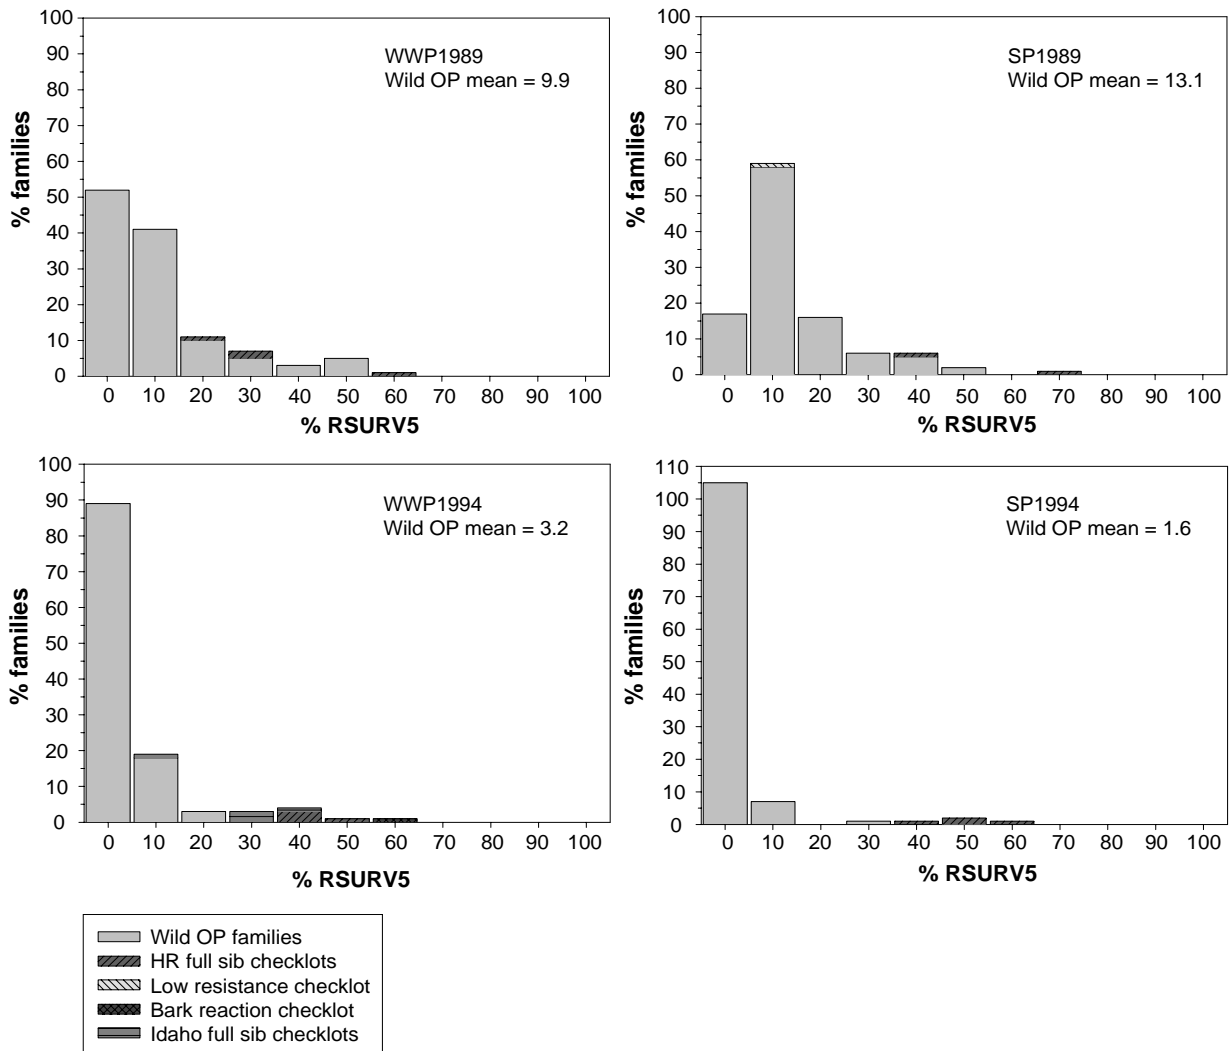 100
90
80
70
60
50
40
30
20
10
0
% families
WWP1989
Wild OP mean = 9.9
0 10 20 30 40 50 60 70 80 90 100
% RSURV5
100
90
80
70
60
50
40
30
20
10
0
% families
SP1989
Wild OP mean = 13.1
0 10 20 30 40 50 60 70 80 90 100
% RSURV5
100
90
80
70
60
50
40
30
20
10
0
% families
WWP1994
Wild OP mean = 3.2
0 10 20 30 40 50 60 70 80 90 100
% RSURV5
110
100
90
80
70
60
50
40
30
20
10
0
% families
SP1994
Wild OP mean = 1.6
0 10 20 30 40 50 60 70 80 90 100
% RSURV5
Wild OP families
HR full sib checklots
Low resistance checklot
Bark reaction checklot
Idaho full sib checklots